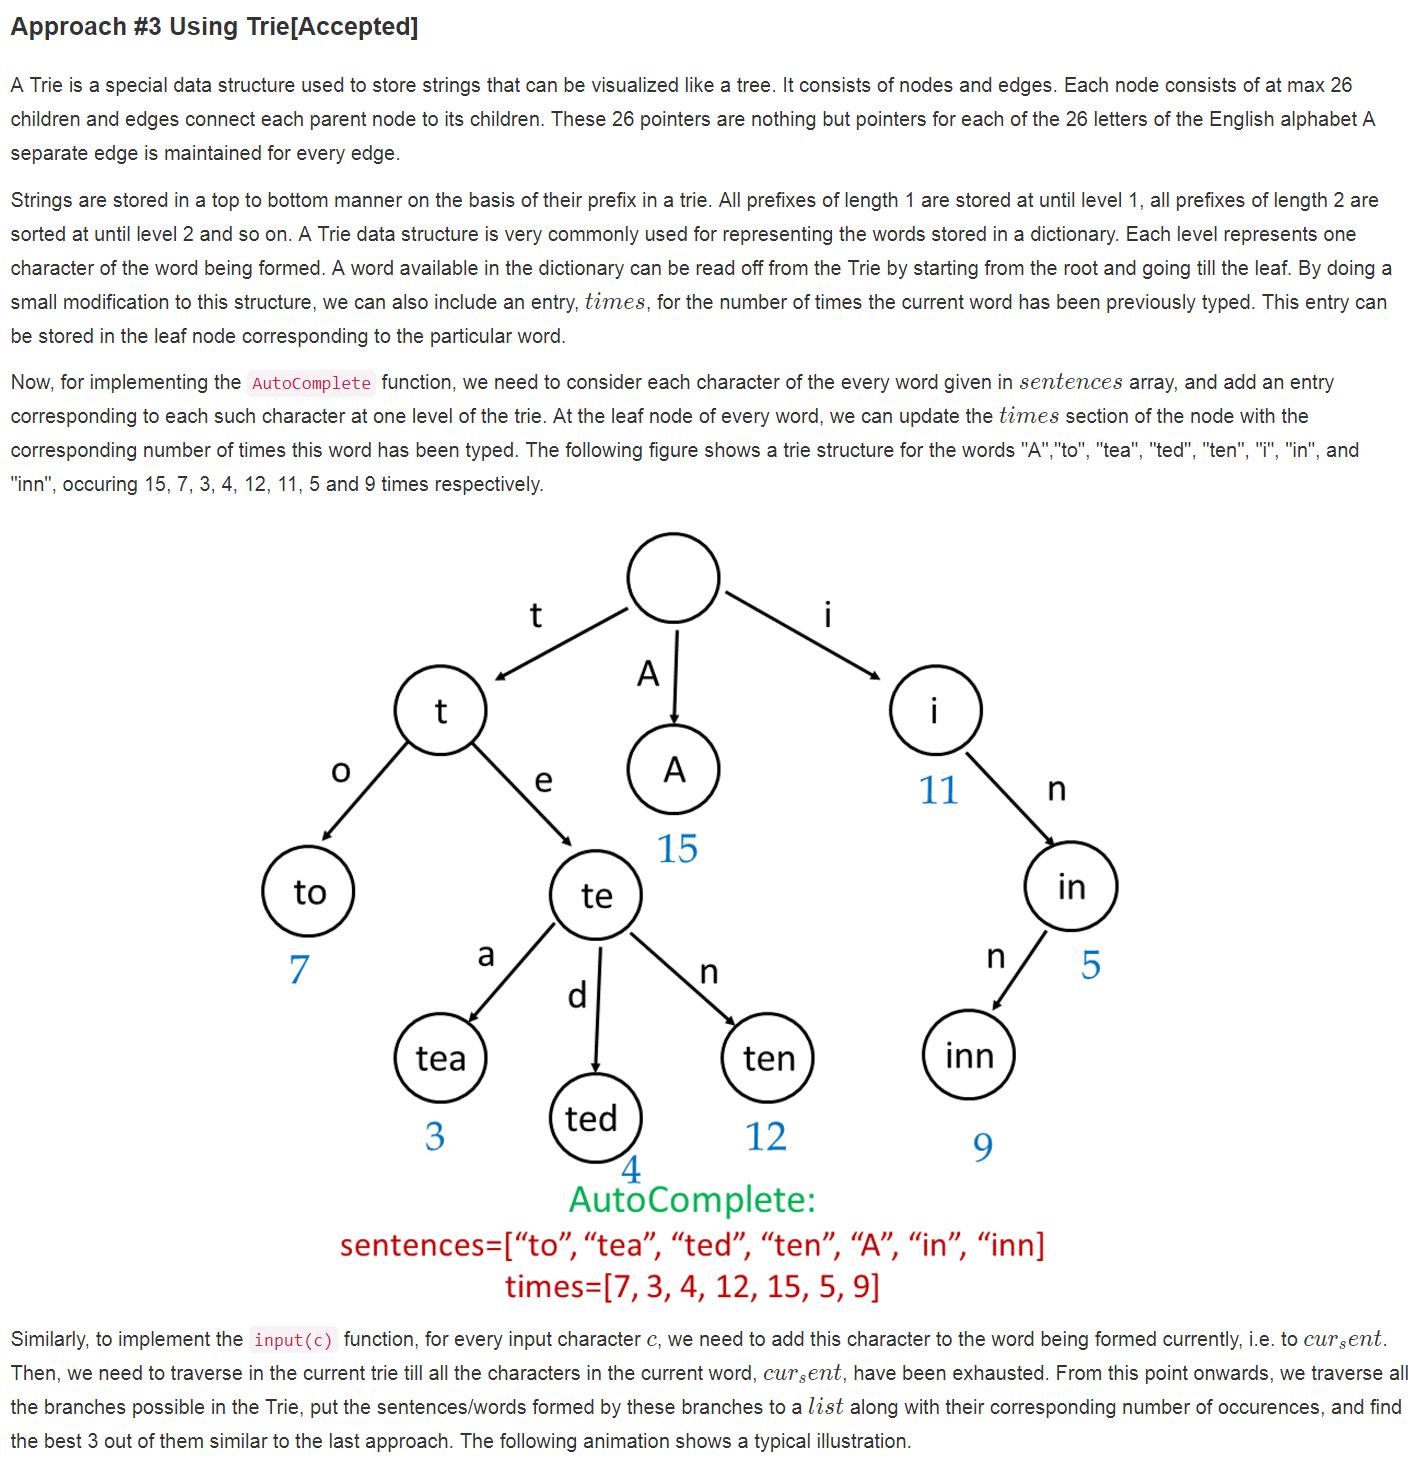 Approach #3 Using Trie[Accepted]
A Trie is a special data structure used to store strings that can be visualized like a tree. It consists of nodes and edges. Each node consists of at max 26
children and edges connect each parent node to its children. These 26 pointers are nothing but pointers for each of the 26 letters of the English alphabet A
separate edge is maintained for every edge.
Strings are stored in a top to bottom manner on the basis of their prefix in a trie. All prefixes of length 1 are stored at until level 1, all prefixes of length 2 are
sorted at until level 2 and so on. A Trie data structure is very commonly used for representing the words stored in a dictionary. Each level represents one
character of the word being formed. A word available in the dictionary can be read off from the Trie by starting from the root and going till the leaf. By doing a
small modification to this structure, we can also include an entry, times, for the number of times the current word has been previously typed. This entry can
be stored in the leaf node corresponding to the particular word.
Now, for implementing the AutoComplete function, we need to consider each character of the every word given in sentences array, and add an entry
corresponding to each such character at one level of the trie. At the leaf node of every word, we can update the times section of the node with the
corresponding number of times this word has been typed. The following figure shows a trie structure for the words "A","to", "tea", "ted", "ten", "i", "in", and
"inn", occuring 15, 7, 3, 4, 12, 11, 5 and 9 times respectively.
t
i
A
t
i
o
e
A
11
n
15
to
te
in
7
a
n
n
5
d
tea
ten
inn
ted
3
12
9
4
AutoComplete:
sentences=[“to”, “tea”, “ted”, “ten”, “A”, “in”, “inn]
times=[7, 3, 4, 12, 15, 5, 9]
Similarly, to implement the input(c) function, for every input character c, we need to add this character to the word being formed currently, i.e. to curₛent.
Then, we need to traverse in the current trie till all the characters in the current word, curₛent, have been exhausted. From this point onwards, we traverse all
the branches possible in the Trie, put the sentences/words formed by these branches to a list along with their corresponding number of occurences, and find
the best 3 out of them similar to the last approach. The following animation shows a typical illustration.